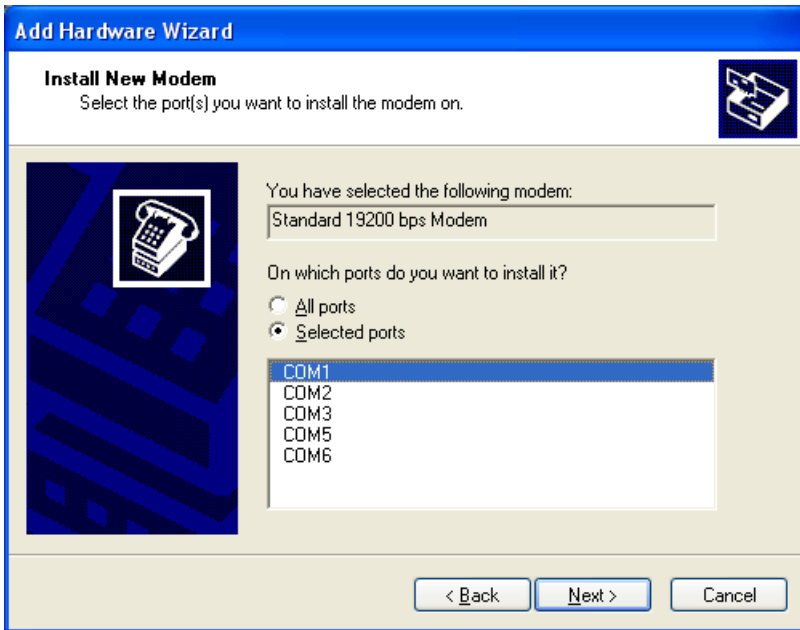 Add Hardware Wizard
Install New Modem
Select the port(s) you want to install the modem on.
You have selected the following modem:
Standard 19200 bps Modem
On which ports do you want to install it?
All ports
Selected ports
COM1
COM2
COM3
COM5
COM6
< Back
Next >
Cancel